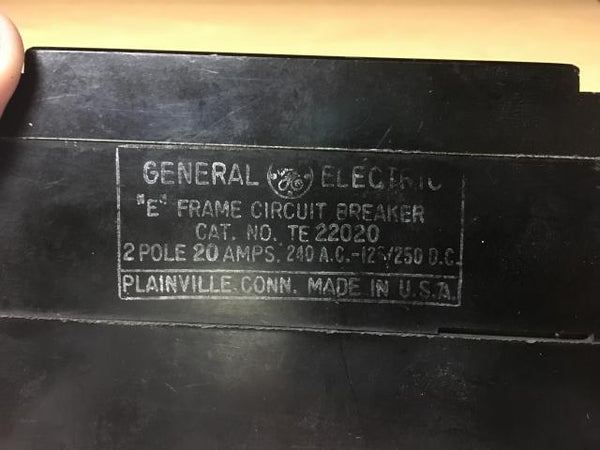 GENERAL GE ELECTRIC
"E" FRAME CIRCUIT BREAKER
CAT. NO. TE 22020
2 POLE 20 AMPS. 240 A.C.-125/250 D.C.
PLAINVILLE. CONN. MADE IN U.S.A.